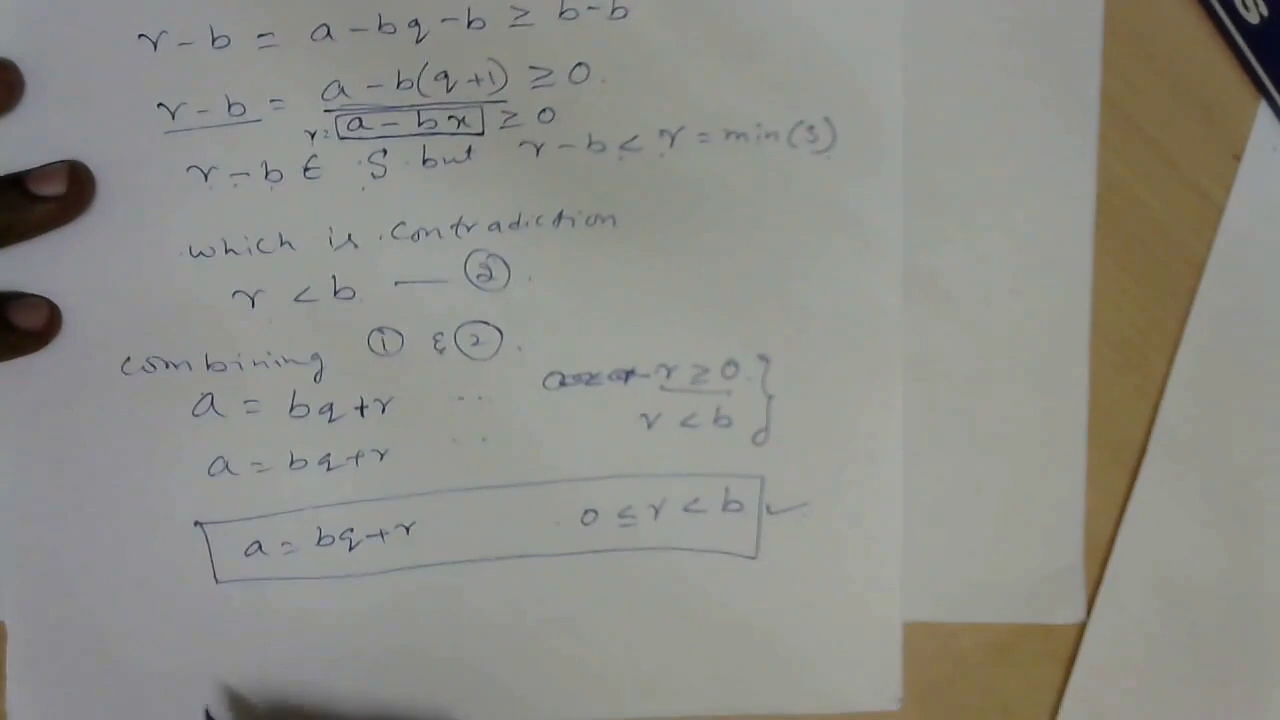 r - b = a - bq - b ≥ b - b
r - b = a - b(q+1) ≥ 0.
r = a - bx ≥ 0
r - b ∈ S but r - b < r = min(S)
which is contradiction
r < b — ②
combining ① & ②.
a = bq + r r ≥ 0 }
r < b
a = bq + r
a = bq + r 0 ≤ r < b ✓
S